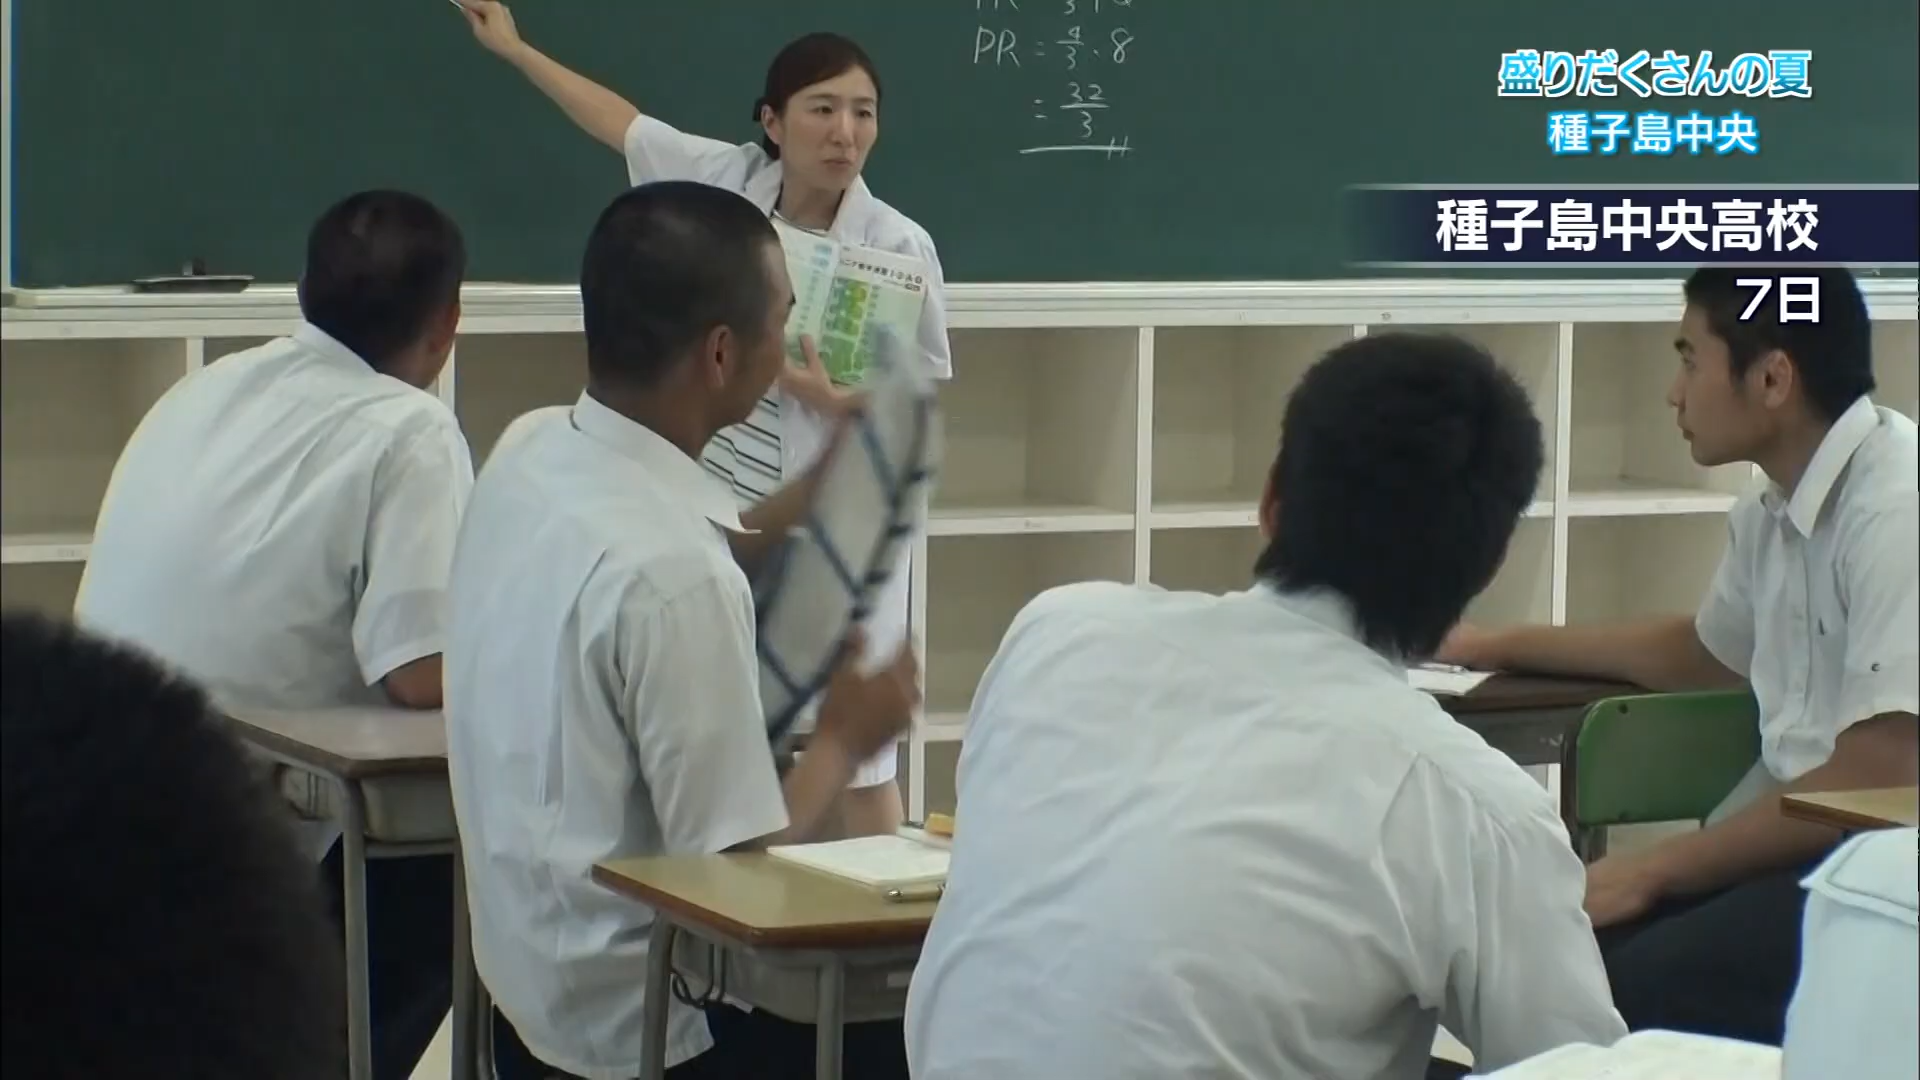 盛りだくさんの夏
種子島中央
種子島中央高校
7日
PR = 4/3・8
= 32/3